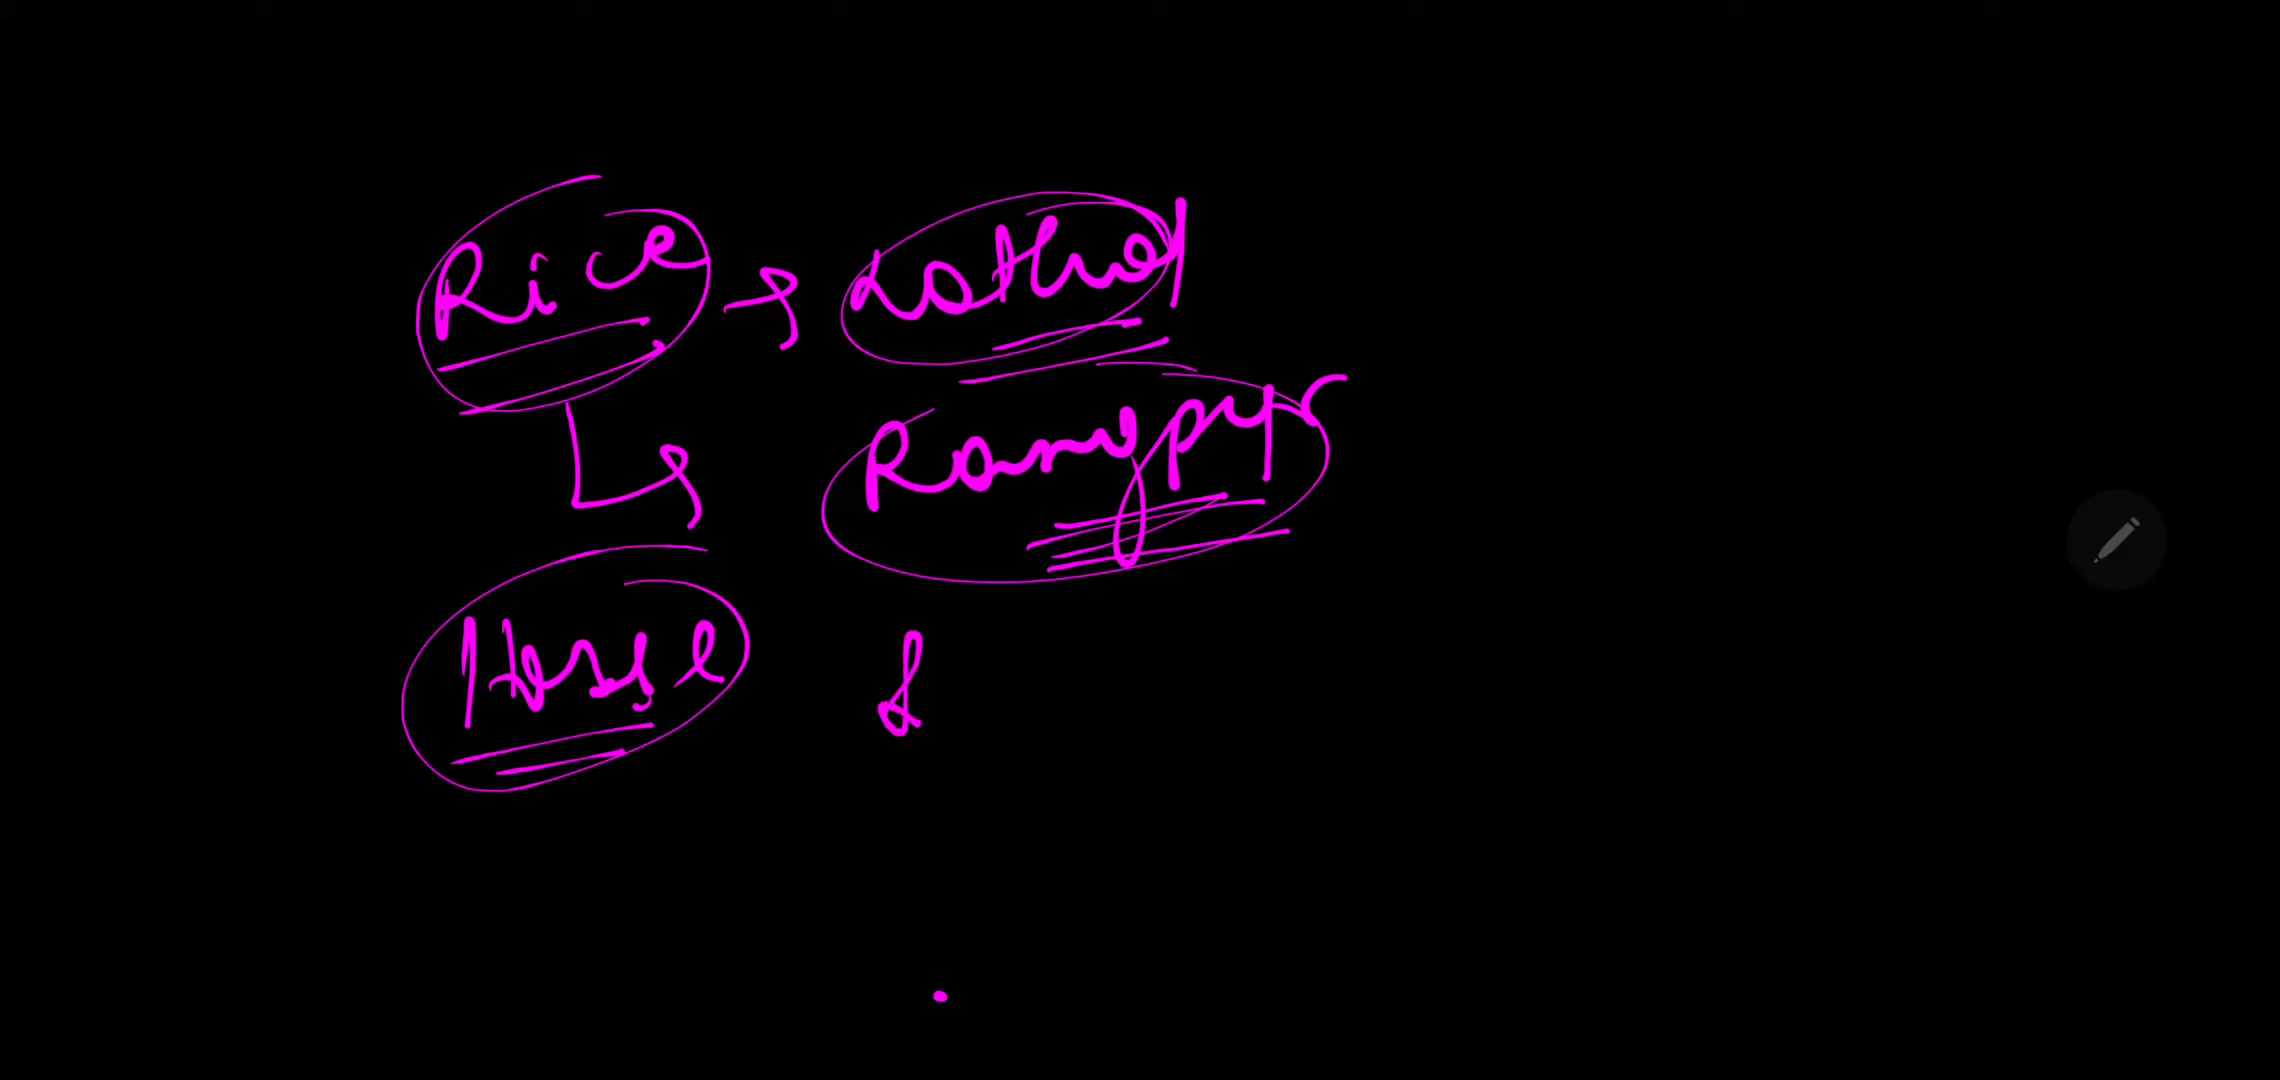 Rice → Lothal
Rangpur
Horse